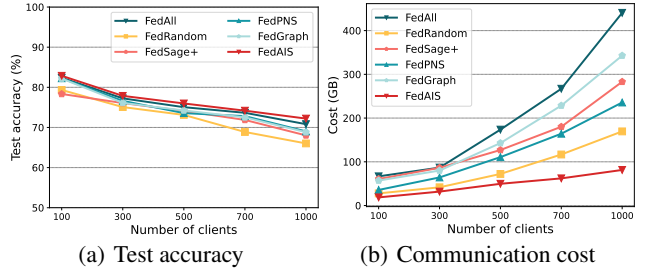 100
90
80
70
60
50
Test accuracy (%)
FedAll
FedRandom
FedSage+
FedPNS
FedGraph
FedAIS
100 300 500 700 1000
Number of clients
(a) Test accuracy
400
300
200
100
0
Cost (GB)
FedAll
FedRandom
FedSage+
FedPNS
FedGraph
FedAIS
100 300 500 700 1000
Number of clients
(b) Communication cost